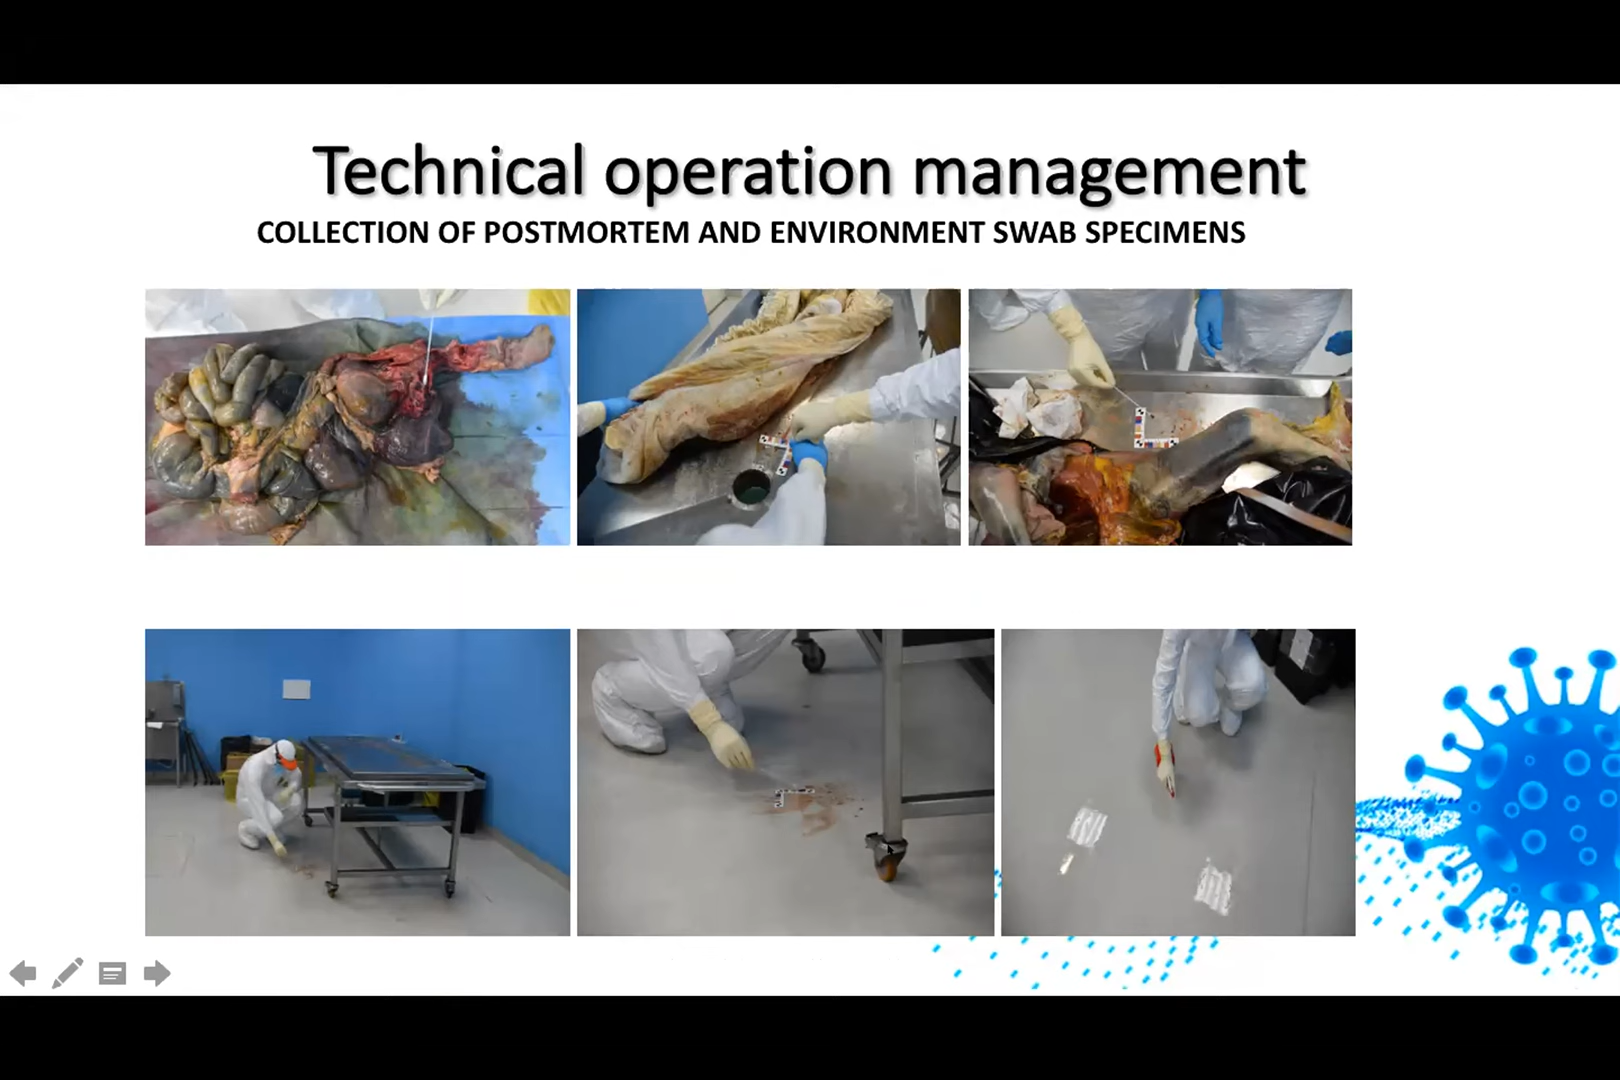 Technical operation management
COLLECTION OF POSTMORTEM AND ENVIRONMENT SWAB SPECIMENS